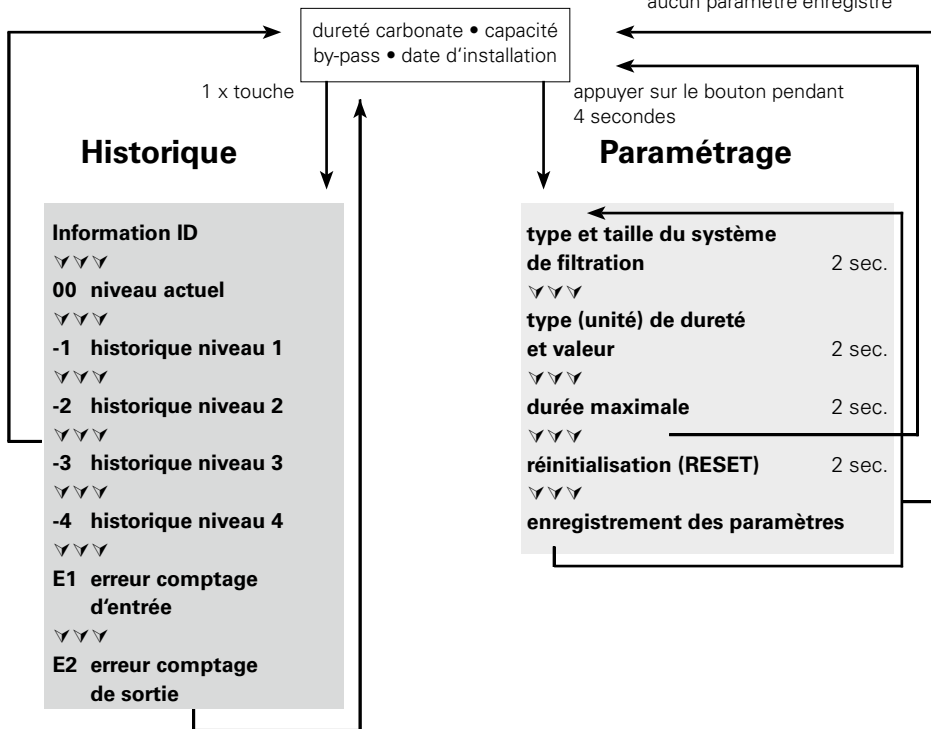 aucun paramètre enregistré
dureté carbonate • capacité
by-pass • date d'installation
1 x touche
appuyer sur le bouton pendant
4 secondes
Historique
Paramétrage
Information ID
00 niveau actuel
-1 historique niveau 1
-2 historique niveau 2
-3 historique niveau 3
-4 historique niveau 4
E1 erreur comptage
d‘entrée
E2 erreur comptage
de sortie
type et taille du système
de filtration 2 sec.
type (unité) de dureté
et valeur 2 sec.
durée maximale 2 sec.
réinitialisation (RESET) 2 sec.
enregistrement des paramètres